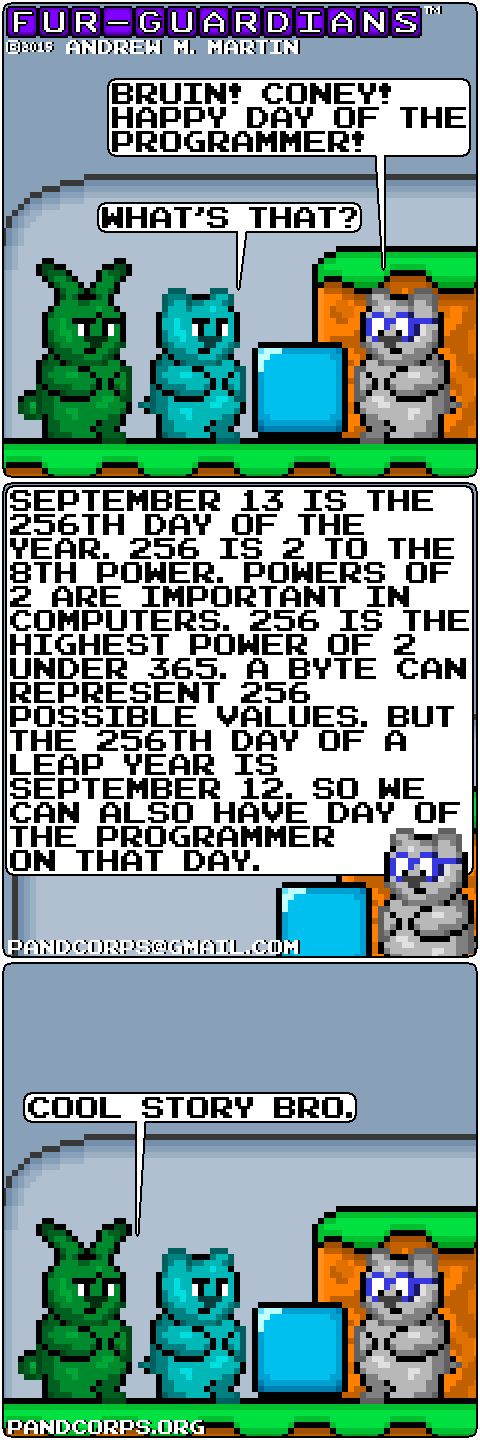 FUR-GUARDIANS™
©2015 ANDREW M. MARTIN
BRUIN! CONEY!
HAPPY DAY OF THE
PROGRAMMER!
WHAT'S THAT?
SEPTEMBER 13 IS THE
256TH DAY OF THE
YEAR. 256 IS 2 TO THE
8TH POWER. POWERS OF
2 ARE IMPORTANT IN
COMPUTERS. 256 IS THE
HIGHEST POWER OF 2
UNDER 365. A BYTE CAN
REPRESENT 256
POSSIBLE VALUES. BUT
THE 256TH DAY OF A
LEAP YEAR IS
SEPTEMBER 12. SO WE
CAN ALSO HAVE DAY OF
THE PROGRAMMER
ON THAT DAY.
PANDCORPS@GMAIL.COM
COOL STORY BRO.
PANDCORPS.ORG